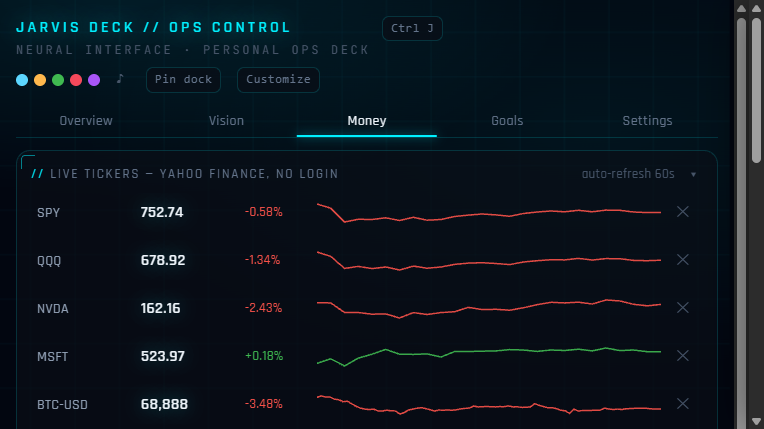 JARVIS DECK // OPS CONTROL
Ctrl J
NEURAL INTERFACE · PERSONAL OPS DECK
♪ Pin dock Customize
Overview Vision Money Goals Settings
// LIVE TICKERS — YAHOO FINANCE, NO LOGIN auto-refresh 60s ▾
SPY 752.74 -0.58%
QQQ 678.92 -1.34%
NVDA 162.16 -2.43%
MSFT 523.97 +0.18%
BTC-USD 68,888 -3.48%